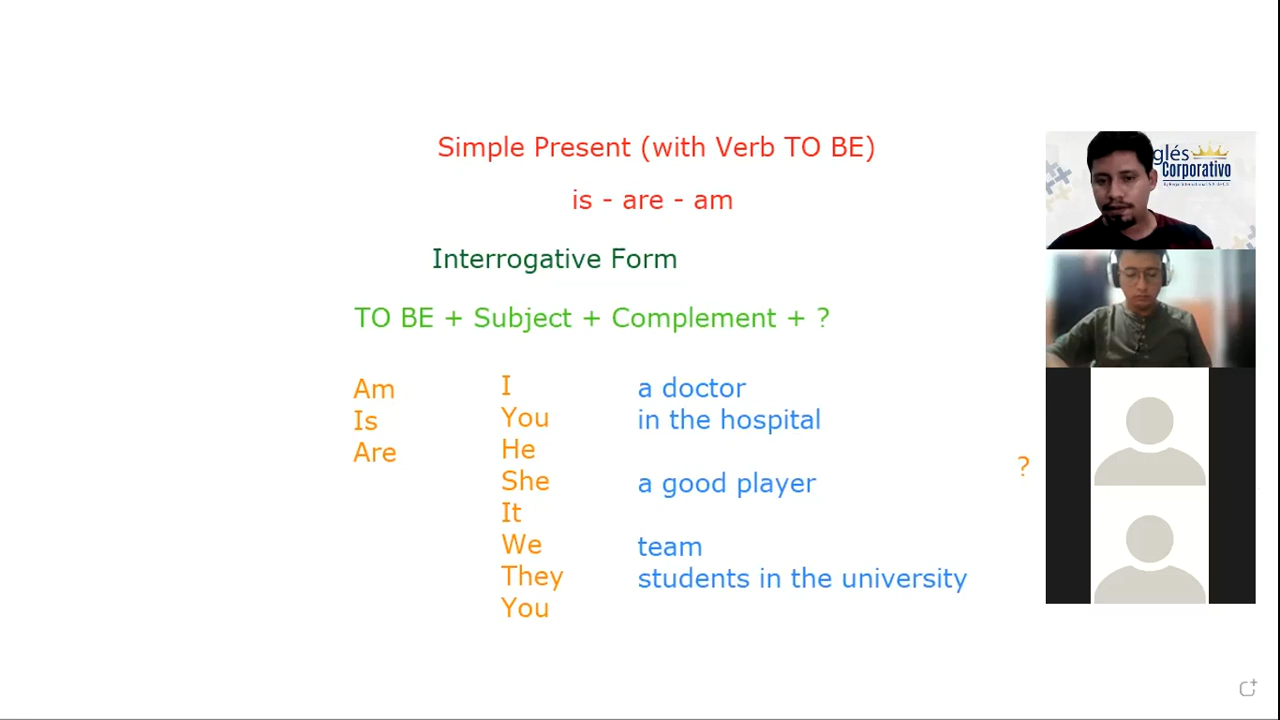 Simple Present (with Verb TO BE)
is - are - am
Interrogative Form
TO BE + Subject + Complement + ?
Am
Is
Are
I
You
He
She
It
We
They
You
a doctor
in the hospital
a good player
team
students in the university
?
glés
Corporativo